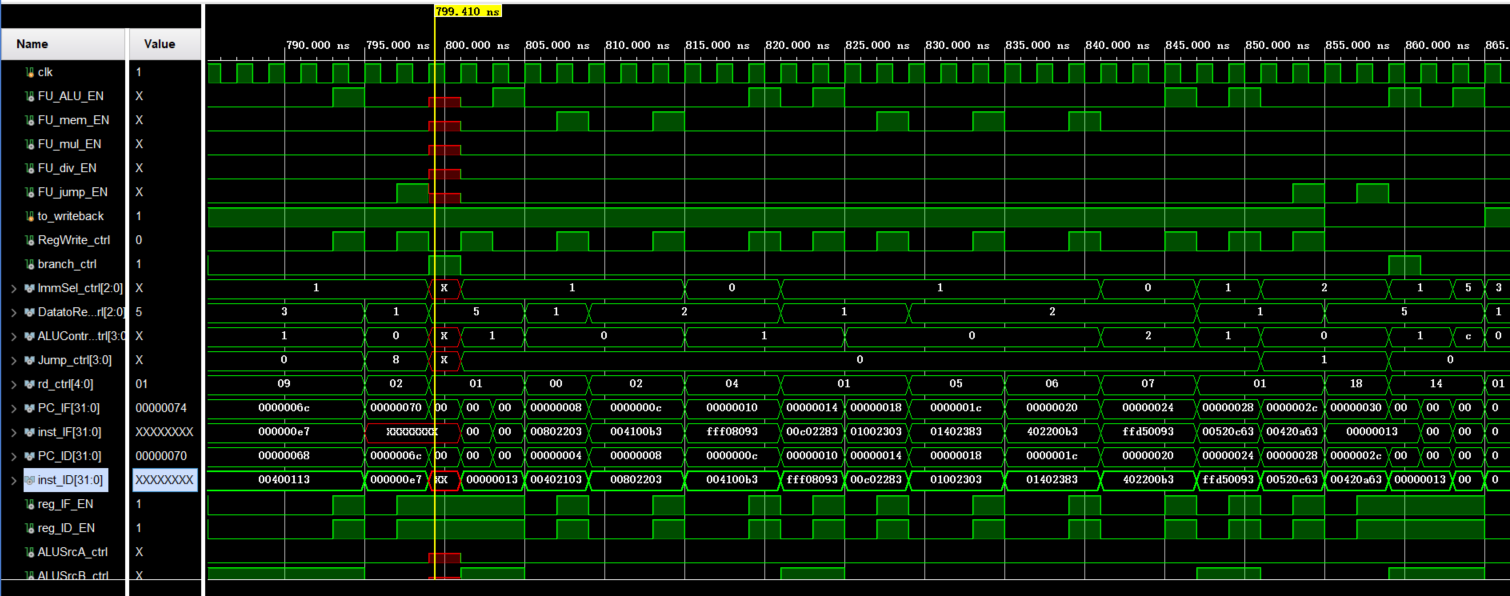 799.410 ns
Name Value 790.000 ns 795.000 ns 800.000 ns 805.000 ns 810.000 ns 815.000 ns 820.000 ns 825.000 ns 830.000 ns 835.000 ns 840.000 ns 845.000 ns 850.000 ns 855.000 ns 860.000 ns 865.
clk 1
FU_ALU_EN X
FU_mem_EN X
FU_mul_EN X
FU_div_EN X
FU_jump_EN X
to_writeback 1
RegWrite_ctrl 0
branch_ctrl 1
ImmSel_ctrl[2:0] X 1 X 1 0 1 0 1 2 1 5 3
DatatoRe...rl[2:0] 5 3 1 5 1 2 1 2 1 5 1
ALUContr...trl[3:0 X 1 0 X 1 0 1 0 2 1 0 1 c 0
Jump_ctrl[3:0] X 0 8 X 0 1 0
rd_ctrl[4:0] 01 09 02 01 00 02 04 01 05 06 07 01 18 14 01
PC_IF[31:0] 00000074 0000006c 00000070 00 00 00 00000008 0000000c 00000010 00000014 00000018 0000001c 00000020 00000024 00000028 0000002c 00000030 00 00 00 0
inst_IF[31:0] XXXXXXXX 000000e7 XXXXXXXX 00 00 00802203 004100b3 fff08093 00c02283 01002303 01402383 402200b3 ffd50093 00520c63 00420a63 00000013 00 00 0
PC_ID[31:0] 00000070 00000068 0000006c 00 00 00 00000004 00000008 0000000c 00000010 00000014 00000018 0000001c 00000020 00000024 00000028 0000002c 00 00 00 0
inst_ID[31:0] XXXXXXXX 00400113 000000e7 XX 00000013 00402103 00802203 004100b3 fff08093 00c02283 01002303 01402383 402200b3 ffd50093 00520c63 00420a63 00000013 00 0
reg_IF_EN 1
reg_ID_EN 1
ALUSrcA_ctrl X
ALUSrcB_ctrl X